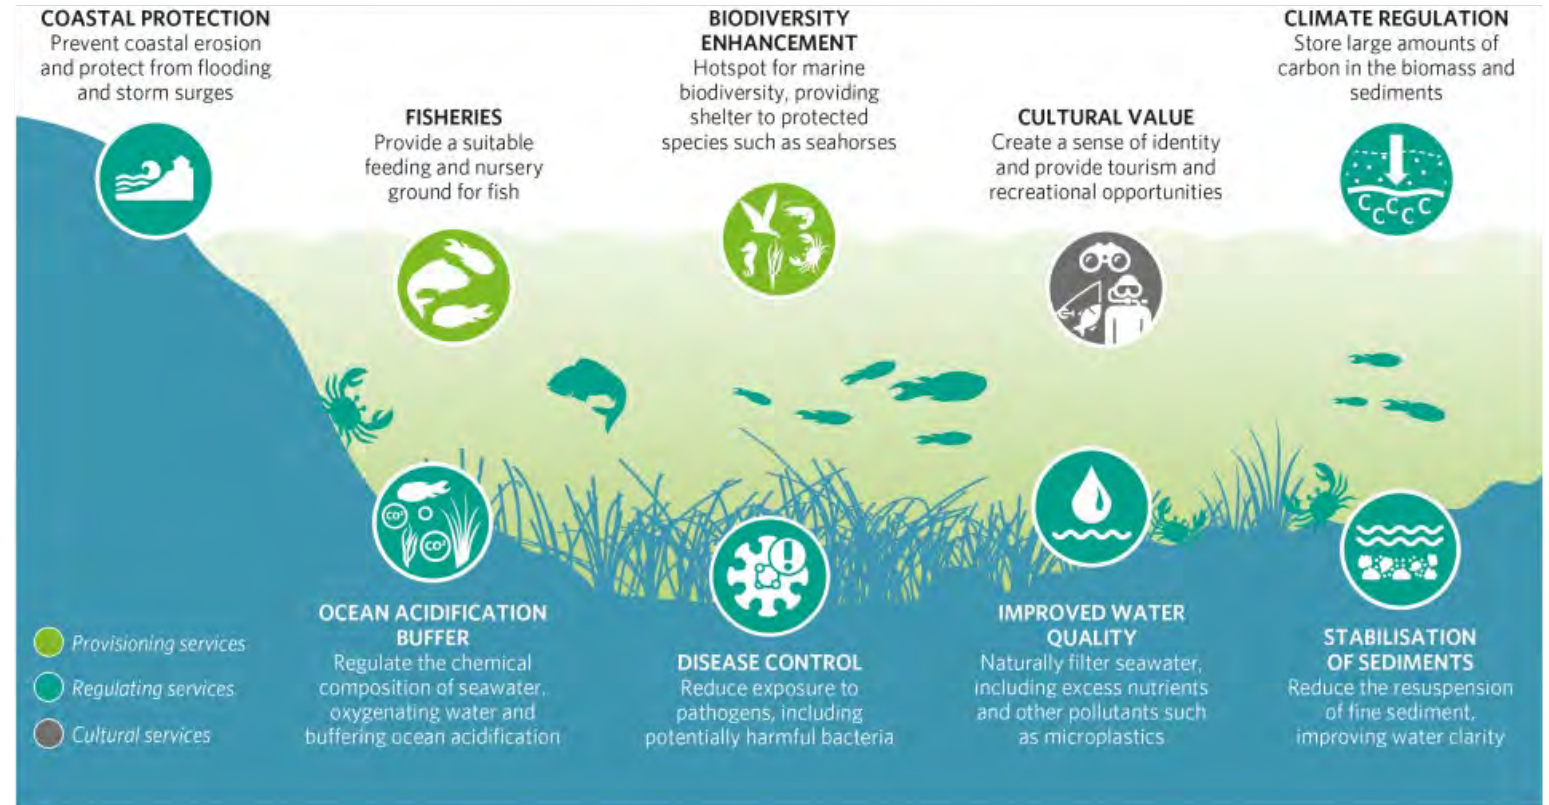 COASTAL PROTECTION
Prevent coastal erosion
and protect from flooding
and storm surges
FISHERIES
Provide a suitable
feeding and nursery
ground for fish
BIODIVERSITY
ENHANCEMENT
Hotspot for marine
biodiversity, providing
shelter to protected
species such as seahorses
CULTURAL VALUE
Create a sense of identity
and provide tourism and
recreational opportunities
CLIMATE REGULATION
Store large amounts of
carbon in the biomass and
sediments
C C C C C
CO²
CO²
OCEAN ACIDIFICATION
BUFFER
Regulate the chemical
composition of seawater,
oxygenating water and
buffering ocean acidification
!
DISEASE CONTROL
Reduce exposure to
pathogens, including
potentially harmful bacteria
IMPROVED WATER
QUALITY
Naturally filter seawater,
including excess nutrients
and other pollutants such
as microplastics
STABILISATION
OF SEDIMENTS
Reduce the resuspension
of fine sediment,
improving water clarity
Provisioning services
Regulating services
Cultural services